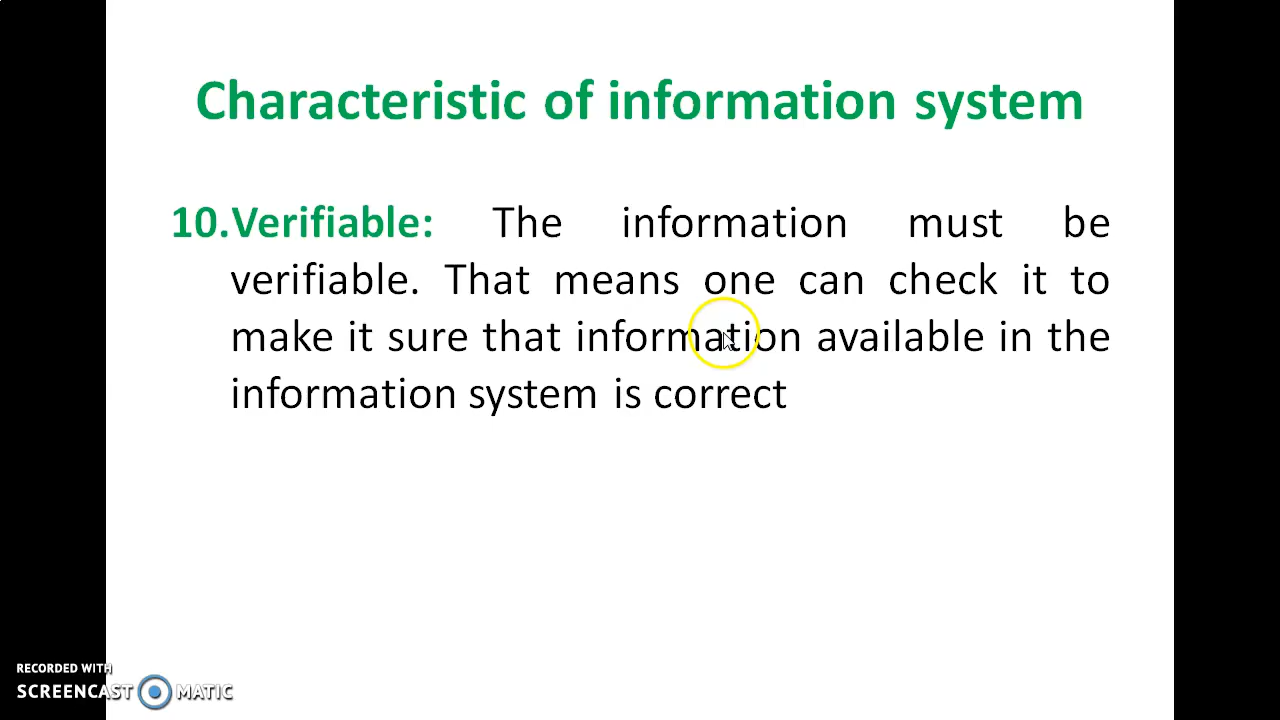 Characteristic of information system
10.Verifiable: The information must be
verifiable. That means one can check it to
make it sure that information available in the
information system is correct
RECORDED WITH
SCREENCAST MATIC